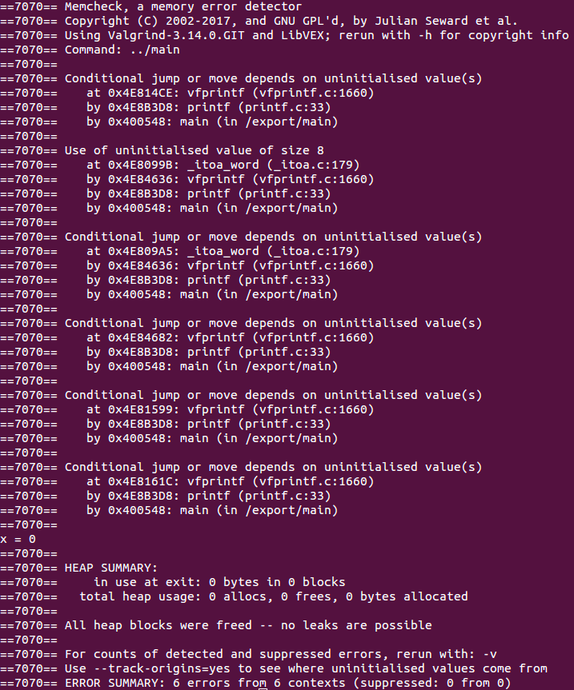 ==7070== Memcheck, a memory error detector
==7070== Copyright (C) 2002-2017, and GNU GPL'd, by Julian Seward et al.
==7070== Using Valgrind-3.14.0.GIT and LibVEX; rerun with -h for copyright info
==7070== Command: ../main
==7070==
==7070== Conditional jump or move depends on uninitialised value(s)
==7070==    at 0x4E814CE: vfprintf (vfprintf.c:1660)
==7070==    by 0x4E8B3D8: printf (printf.c:33)
==7070==    by 0x400548: main (in /export/main)
==7070==
==7070== Use of uninitialised value of size 8
==7070==    at 0x4E8099B: _itoa_word (_itoa.c:179)
==7070==    by 0x4E84636: vfprintf (vfprintf.c:1660)
==7070==    by 0x4E8B3D8: printf (printf.c:33)
==7070==    by 0x400548: main (in /export/main)
==7070==
==7070== Conditional jump or move depends on uninitialised value(s)
==7070==    at 0x4E809A5: _itoa_word (_itoa.c:179)
==7070==    by 0x4E84636: vfprintf (vfprintf.c:1660)
==7070==    by 0x4E8B3D8: printf (printf.c:33)
==7070==    by 0x400548: main (in /export/main)
==7070==
==7070== Conditional jump or move depends on uninitialised value(s)
==7070==    at 0x4E84682: vfprintf (vfprintf.c:1660)
==7070==    by 0x4E8B3D8: printf (printf.c:33)
==7070==    by 0x400548: main (in /export/main)
==7070==
==7070== Conditional jump or move depends on uninitialised value(s)
==7070==    at 0x4E81599: vfprintf (vfprintf.c:1660)
==7070==    by 0x4E8B3D8: printf (printf.c:33)
==7070==    by 0x400548: main (in /export/main)
==7070==
==7070== Conditional jump or move depends on uninitialised value(s)
==7070==    at 0x4E8161C: vfprintf (vfprintf.c:1660)
==7070==    by 0x4E8B3D8: printf (printf.c:33)
==7070==    by 0x400548: main (in /export/main)
==7070==
x = 0
==7070==
==7070== HEAP SUMMARY:
==7070==     in use at exit: 0 bytes in 0 blocks
==7070==   total heap usage: 0 allocs, 0 frees, 0 bytes allocated
==7070==
==7070== All heap blocks were freed -- no leaks are possible
==7070==
==7070== For counts of detected and suppressed errors, rerun with: -v
==7070== Use --track-origins=yes to see where uninitialised values come from
==7070== ERROR SUMMARY: 6 errors from 6 contexts (suppressed: 0 from 0)